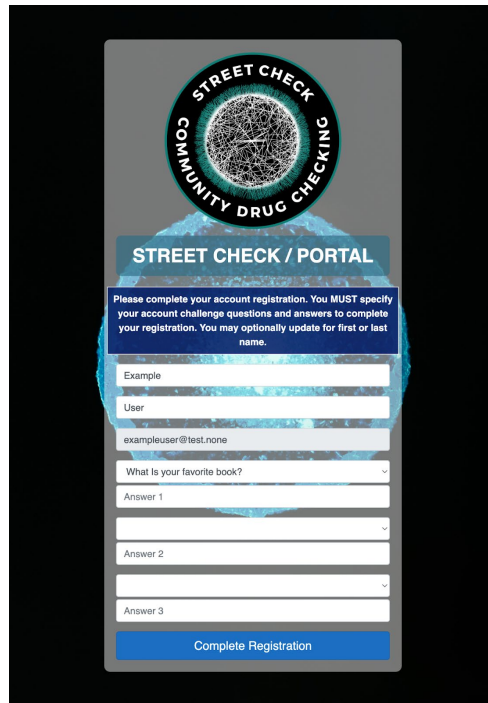 STREET CHECK
COMMUNITY DRUG CHECKING
STREET CHECK / PORTAL
Please complete your account registration. You MUST specify
your account challenge questions and answers to complete
your registration. You may optionally update for first or last
name.
Example
User
exampleuser@test.none
What Is your favorite book?
Answer 1
Answer 2
Answer 3
Complete Registration